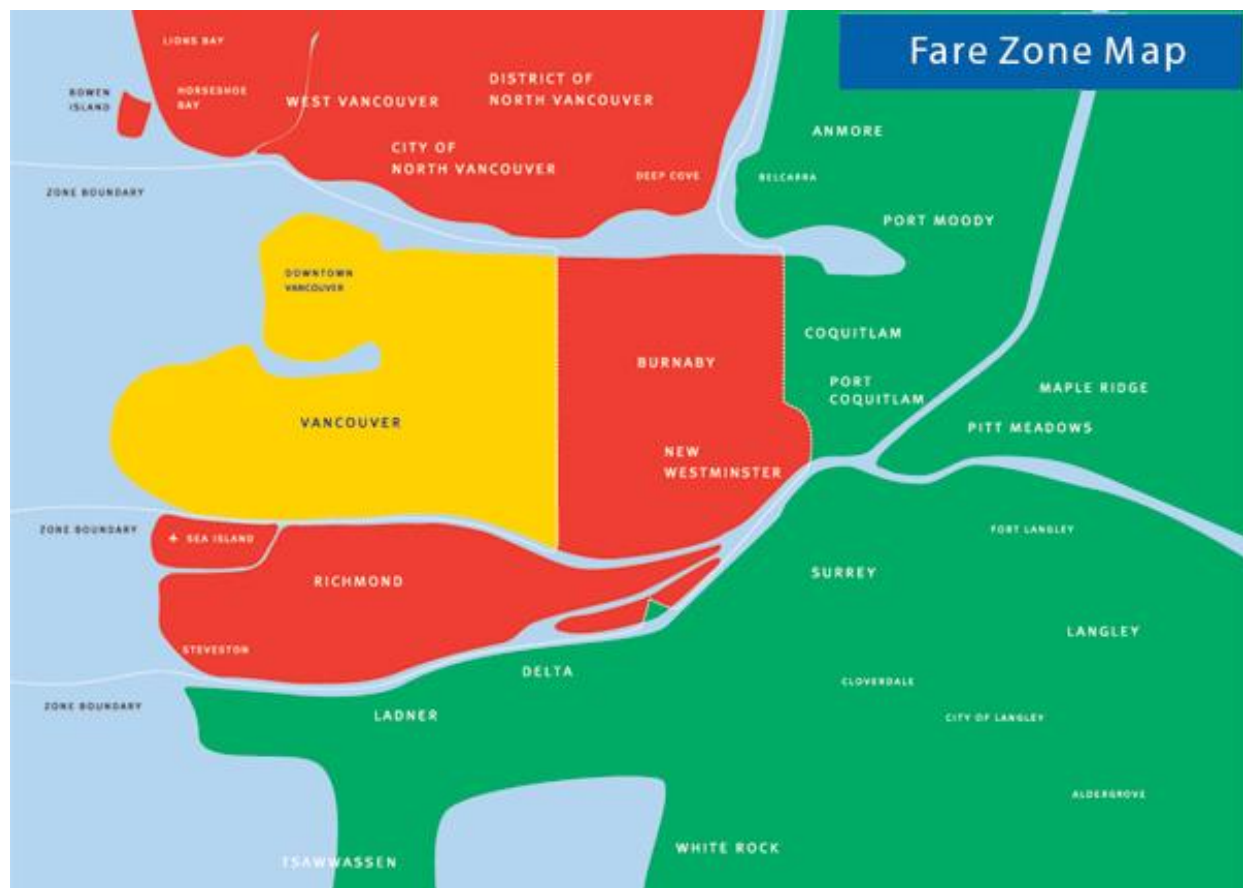 Fare Zone Map
LIONS BAY
BOWEN
ISLAND
HORSESHOE
BAY
WEST VANCOUVER
DISTRICT OF
NORTH VANCOUVER
CITY OF
NORTH VANCOUVER
DEEP COVE
ANMORE
BELCARRA
PORT MOODY
ZONE BOUNDARY
DOWNTOWN
VANCOUVER
COQUITLAM
BURNABY
PORT
COQUITLAM
MAPLE RIDGE
VANCOUVER
PITT MEADOWS
NEW
WESTMINSTER
ZONE BOUNDARY
SEA ISLAND
FORT LANGLEY
RICHMOND
SURREY
LANGLEY
STEVESTON
DELTA
CLOVERDALE
ZONE BOUNDARY
LADNER
CITY OF LANGLEY
ALDERGROVE
TSAWWASSEN
WHITE ROCK